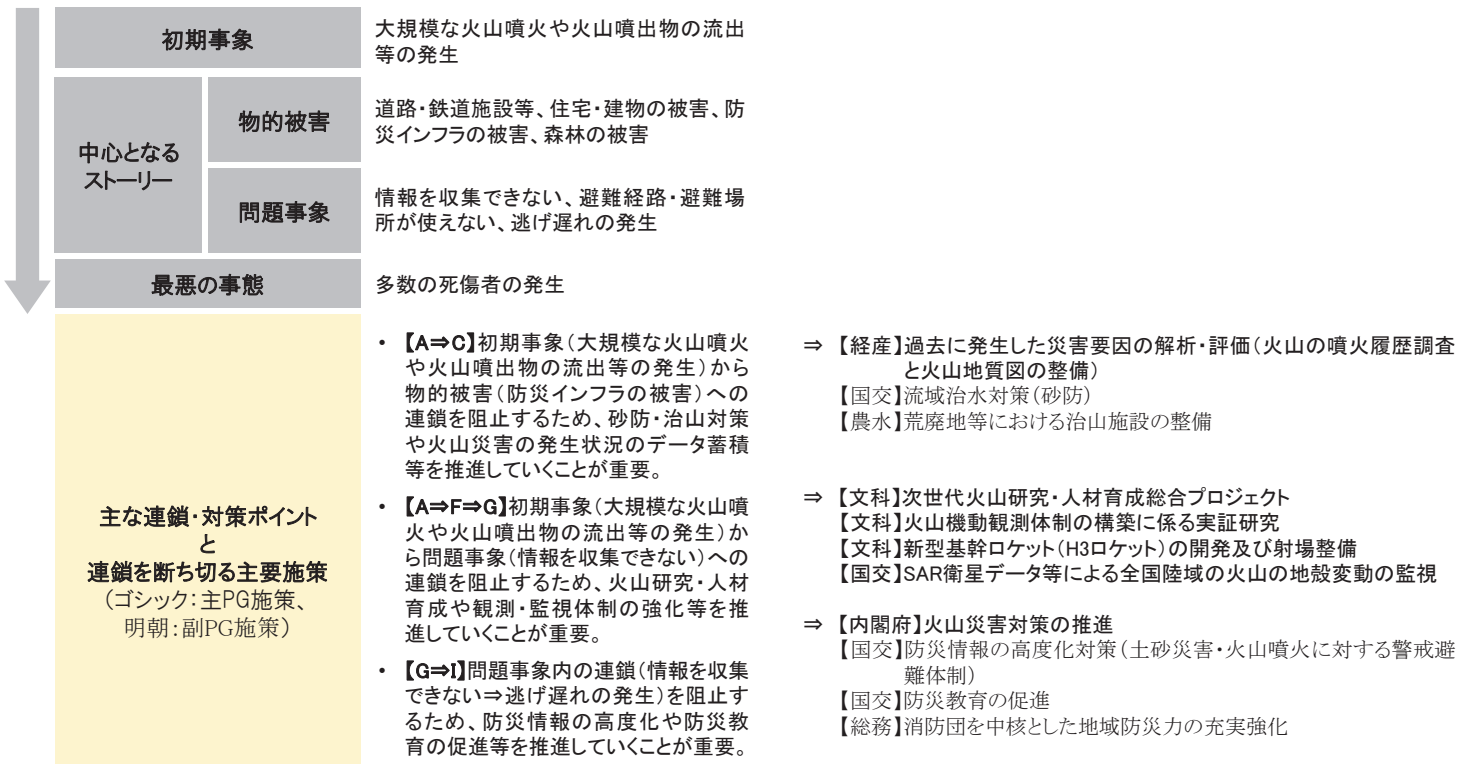 初期事象
大規模な火山噴火や火山噴出物の流出
等の発生
中心となる
ストーリー
物的被害
道路・鉄道施設等、住宅・建物の被害、防
災インフラの被害、森林の被害
問題事象
情報を収集できない、避難経路・避難場
所が使えない、逃げ遅れの発生
最悪の事態
多数の死傷者の発生
主な連鎖・対策ポイント
と
連鎖を断ち切る主要施策
（ゴシック：主PG施策、
明朝：副PG施策）
・ 【A⇒C】初期事象（大規模な火山噴火
や火山噴出物の流出等の発生）から
物的被害（防災インフラの被害）への
連鎖を阻止するため、砂防・治山対策
や火山災害の発生状況のデータ蓄積
等を推進していくことが重要。
・ 【A⇒F⇒G】初期事象（大規模な火山噴
火や火山噴出物の流出等の発生）か
ら問題事象（情報を収集できない）への
連鎖を阻止するため、火山研究・人材
育成や観測・監視体制の強化等を推
進していくことが重要。
・ 【G⇒I】問題事象内の連鎖（情報を収集
できない⇒逃げ遅れの発生）を阻止す
るため、防災情報の高度化や防災教
育の促進等を推進していくことが重要。
⇒ 【経産】過去に発生した災害要因の解析・評価（火山の噴火履歴調査
と火山地質図の整備）
【国交】流域治水対策（砂防）
【農水】荒廃地等における治山施設の整備
⇒ 【文科】次世代火山研究・人材育成総合プロジェクト
【文科】火山機動観測体制の構築に係る実証研究
【文科】新型基幹ロケット（H3ロケット）の開発及び射場整備
【国交】SAR衛星データ等による全国陸域の火山の地殻変動の監視
⇒ 【内閣府】火山災害対策の推進
【国交】防災情報の高度化対策（土砂災害・火山噴火に対する警戒避
難体制）
【国交】防災教育の促進
【総務】消防団を中核とした地域防災力の充実強化